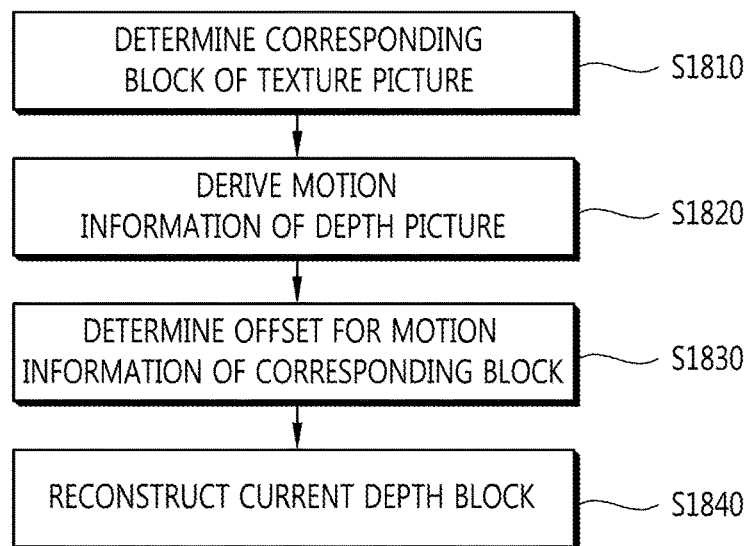 DETERMINE CORRESPONDING
BLOCK OF TEXTURE PICTURE
S1810
DERIVE MOTION
INFORMATION OF DEPTH PICTURE
S1820
DETERMINE OFFSET FOR MOTION
INFORMATION OF CORRESPONDING BLOCK
S1830
RECONSTRUCT CURRENT DEPTH BLOCK
S1840